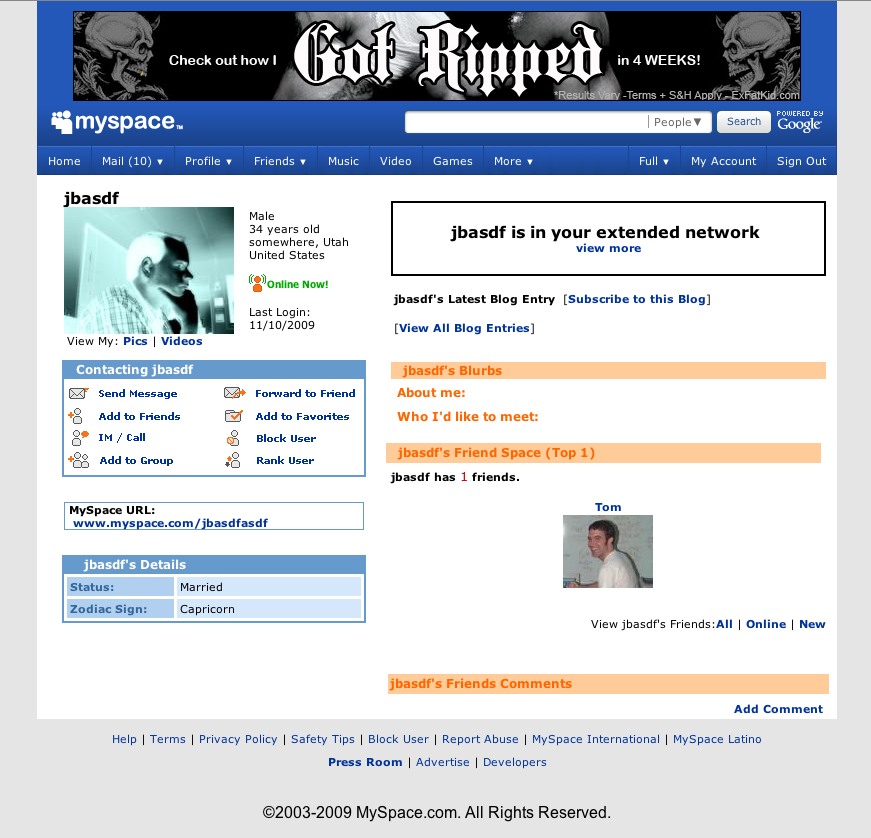 Check out how I Got Ripped in 4 WEEKS!
*Results Vary -Terms + S&H Apply - ExFatKid.com
myspace.™
People▼ Search POWERED BY Google™
Home Mail (10) ▼ Profile ▼ Friends ▼ Music Video Games More ▼ Full ▼ My Account Sign Out
jbasdf
Male
34 years old
somewhere, Utah
United States
Online Now!
Last Login:
11/10/2009
View My: Pics | Videos
Contacting jbasdf
Send Message Forward to Friend
Add to Friends Add to Favorites
IM / Call Block User
Add to Group Rank User
MySpace URL:
www.myspace.com/jbasdfasdf
jbasdf's Details
Status: Married
Zodiac Sign: Capricorn
jbasdf is in your extended network
view more
jbasdf's Latest Blog Entry [Subscribe to this Blog]
[View All Blog Entries]
jbasdf's Blurbs
About me:
Who I'd like to meet:
jbasdf's Friend Space (Top 1)
jbasdf has 1 friends.
Tom
View jbasdf's Friends:All | Online | New
jbasdf's Friends Comments
Add Comment
Help | Terms | Privacy Policy | Safety Tips | Block User | Report Abuse | MySpace International | MySpace Latino
Press Room | Advertise | Developers
©2003-2009 MySpace.com. All Rights Reserved.